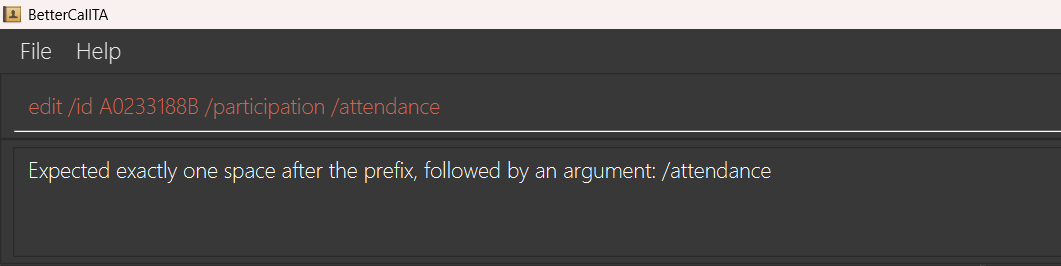 BetterCallTA
File Help
edit /id A0233188B /participation /attendance
Expected exactly one space after the prefix, followed by an argument: /attendance